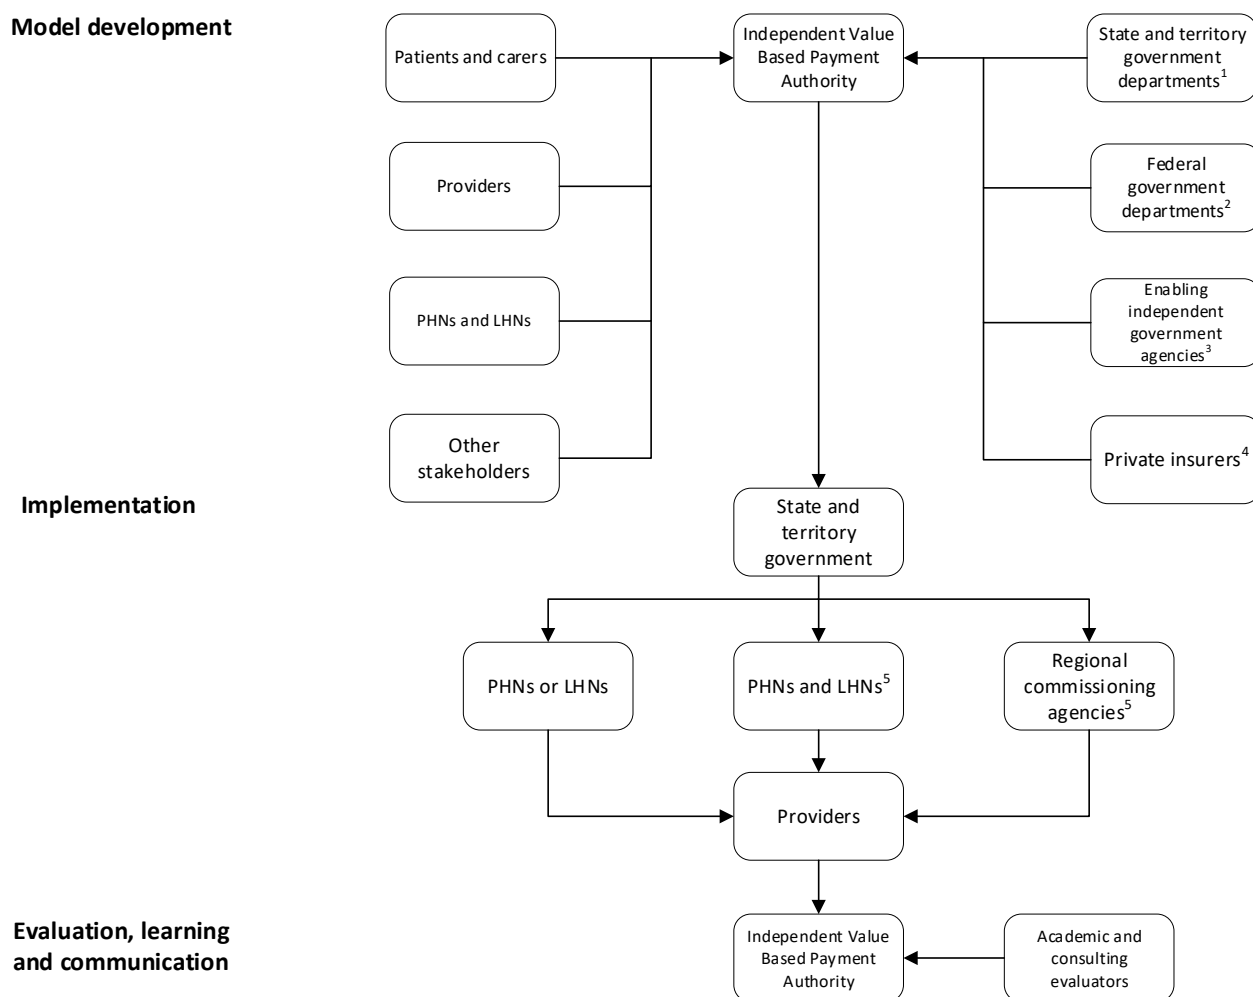 Model development
Patients and carers
Independent Value
Based Payment
Authority
State and territory
government
departments1
Providers
Federal
government
departments2
PHNs and LHNs
Enabling
independent
government
agencies3
Other
stakeholders
Private insurers4
Implementation
State and
territory
government
PHNs or LHNs
PHNs and LHNs5
Regional
commissioning
agencies5
Providers
Evaluation, learning
and communication
Independent Value
Based Payment
Authority
Academic and
consulting
evaluators